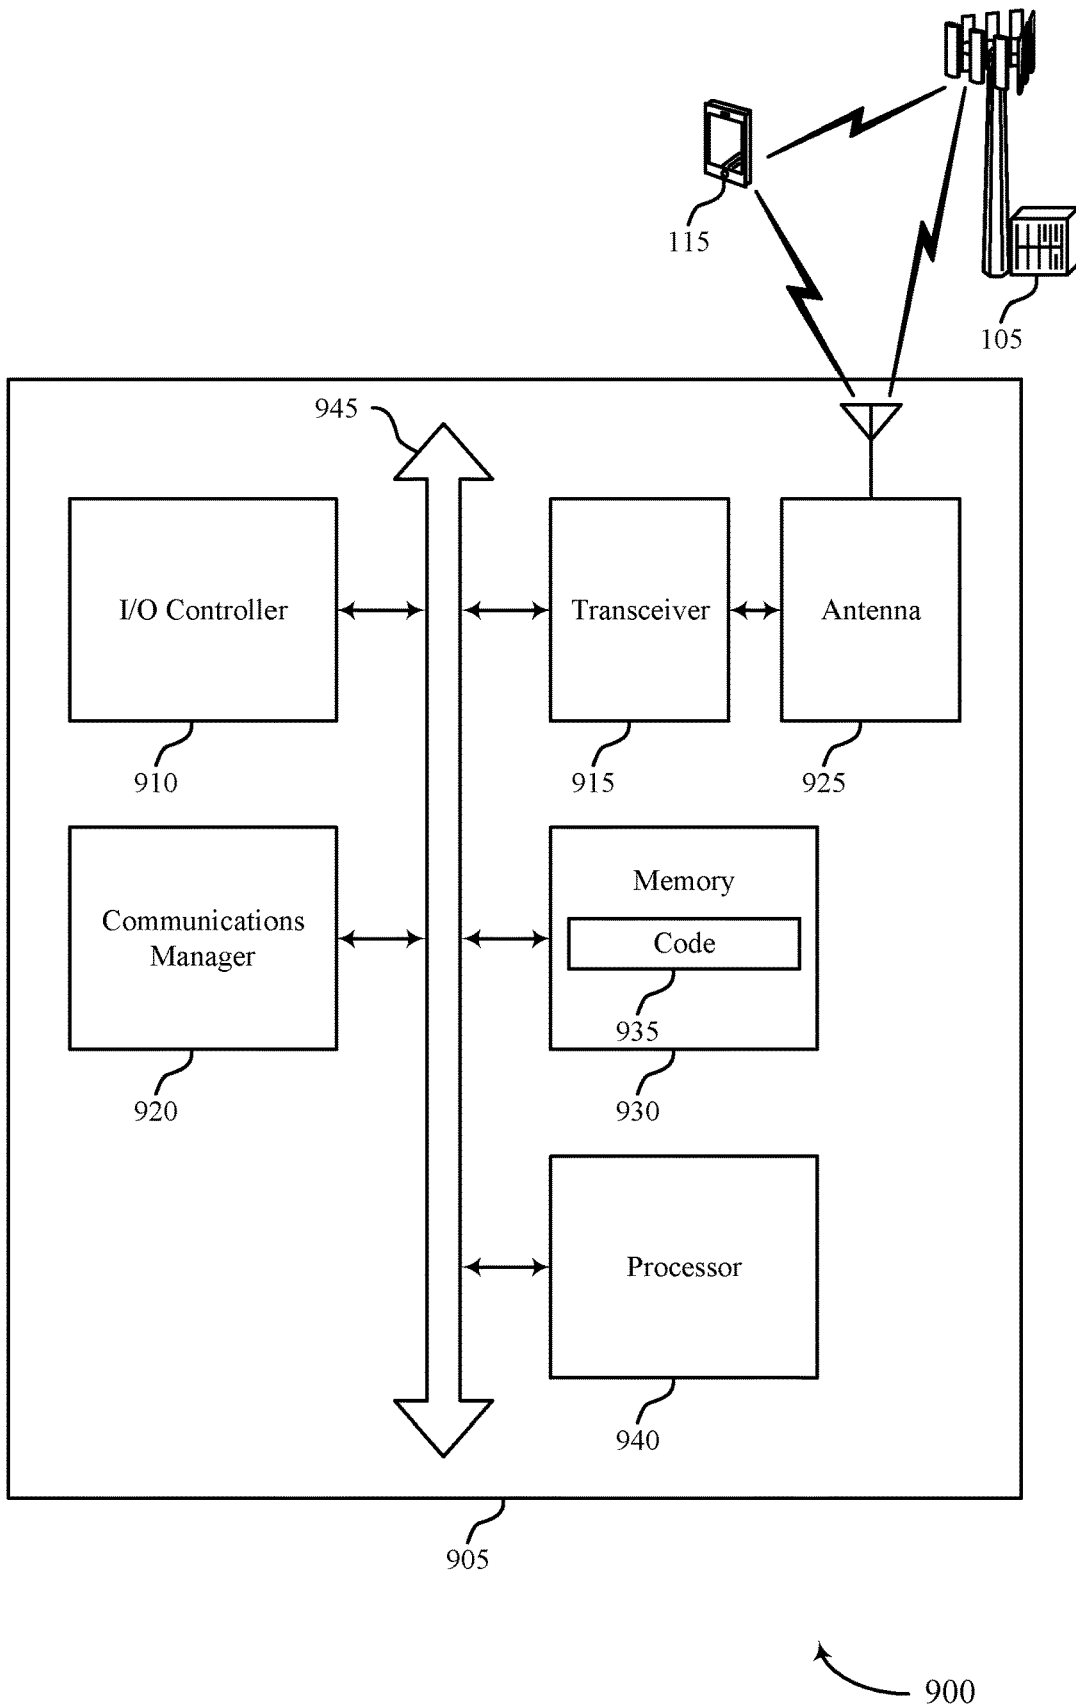 115
105
945
I/O Controller
Transceiver
Antenna
910
915
925
Communications
Manager
Memory
Code
935
920
930
Processor
940
905
900